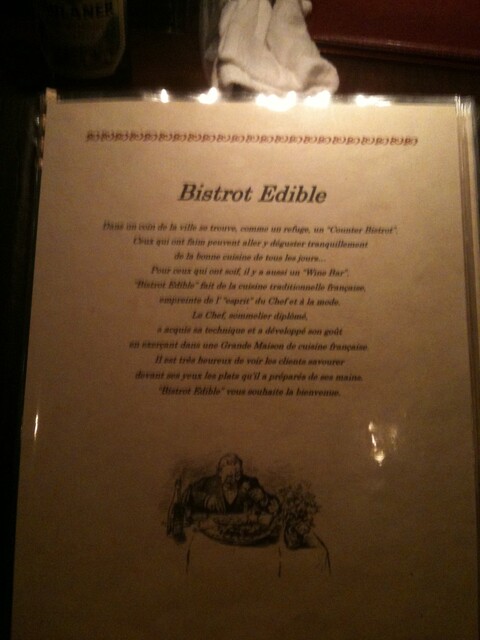 LANER
Bistrot Edible
Dans un coin de la ville se trouve, comme un refuge, un "Counter Bistrot".
Ceux qui ont faim peuvent aller y déguster tranquillement
de la bonne cuisine de tous les jours...
Pour ceux qui ont soif, il y a aussi un "Wine Bar".
"Bistrot Edible" fait de la cuisine traditionnelle française,
empreinte de l' "esprit" du Chef et à la mode.
Le Chef, sommelier diplômé,
a acquis sa technique et a développé son goût
en exerçant dans une Grande Maison de cuisine française.
Il est très heureux de voir les clients savourer
devant ses yeux les plats qu'il a préparés de ses mains.
"Bistrot Edible" vous souhaite la bienvenue.